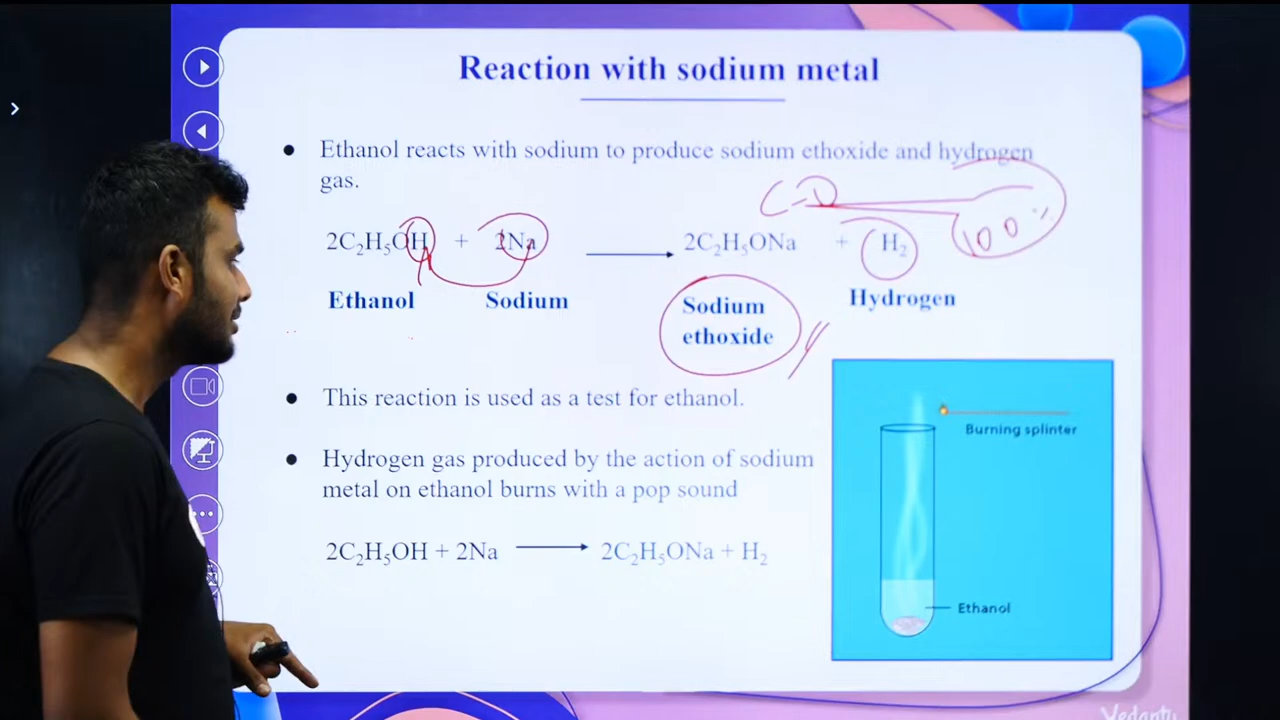 Reaction with sodium metal
● Ethanol reacts with sodium to produce sodium ethoxide and hydrogen
gas.
2C₂H₅OH + 2Na ⟶ 2C₂H₅ONa + H₂
100%
Ethanol Sodium Sodium ethoxide Hydrogen
● This reaction is used as a test for ethanol.
● Hydrogen gas produced by the action of sodium
metal on ethanol burns with a pop sound
2C₂H₅OH + 2Na ⟶ 2C₂H₅ONa + H₂
Burning splinter
Ethanol
Vedantu